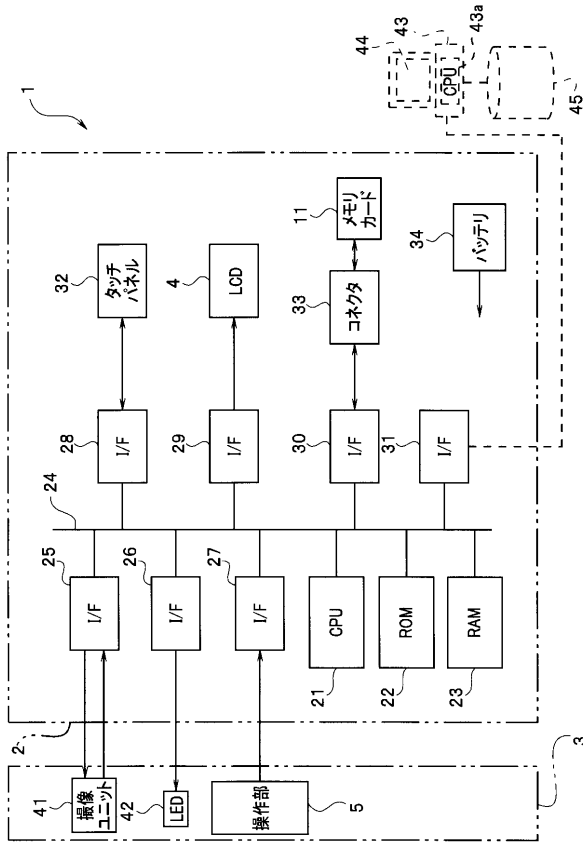 1
44
43
CPU
43a
45
32
タッチ
パネル
4
LCD
11
メモリ
カード
33
コネクタ
34
バッテリ
28
I/F
29
I/F
30
I/F
31
I/F
24
25
I/F
26
I/F
27
I/F
CPU
21
ROM
22
RAM
23
2
41
撮像
ユニット
42
LED
操作部
5
3